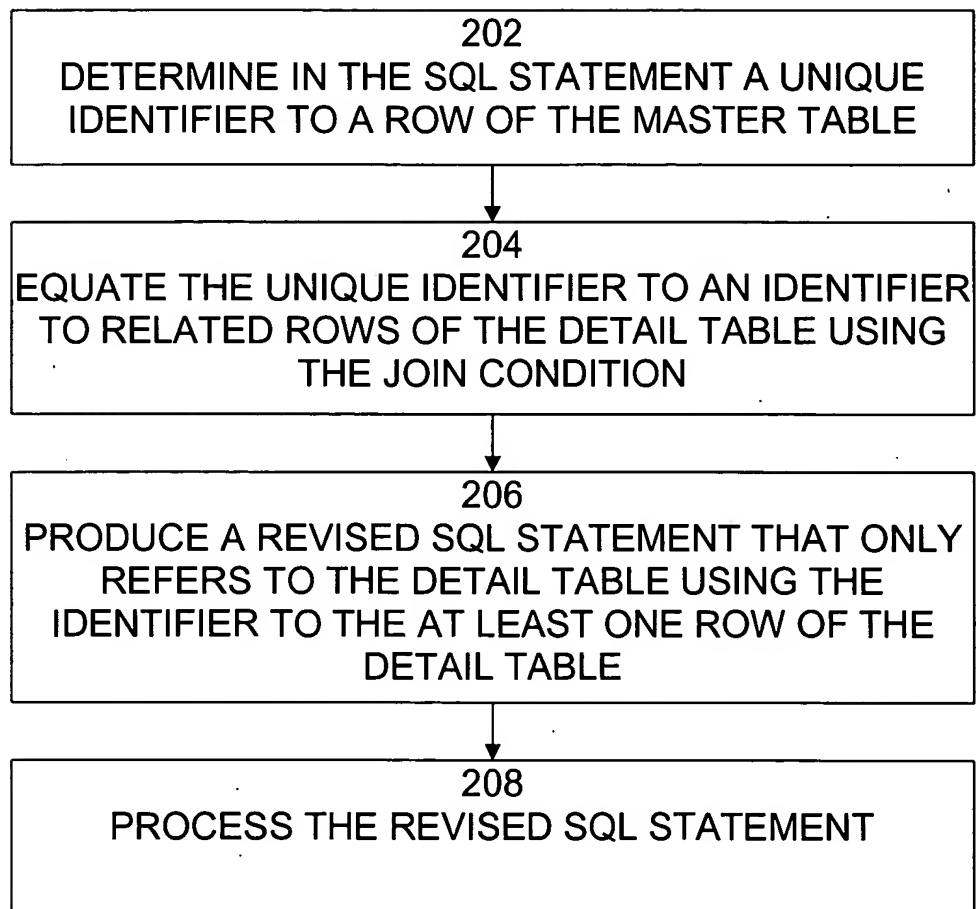 202
DETERMINE IN THE SQL STATEMENT A UNIQUE
IDENTIFIER TO A ROW OF THE MASTER TABLE
204
EQUATE THE UNIQUE IDENTIFIER TO AN IDENTIFIER
TO RELATED ROWS OF THE DETAIL TABLE USING
THE JOIN CONDITION
206
PRODUCE A REVISED SQL STATEMENT THAT ONLY
REFERS TO THE DETAIL TABLE USING THE
IDENTIFIER TO THE AT LEAST ONE ROW OF THE
DETAIL TABLE
208
PROCESS THE REVISED SQL STATEMENT